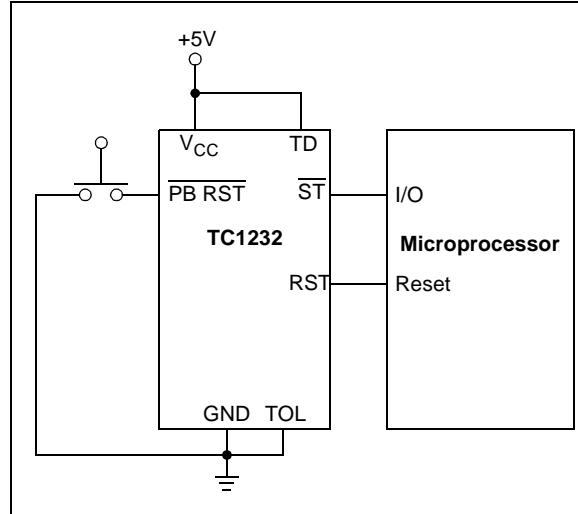 +5V
VCC TD
PB RST ST I/O
TC1232 Microprocessor
RST Reset
GND TOL